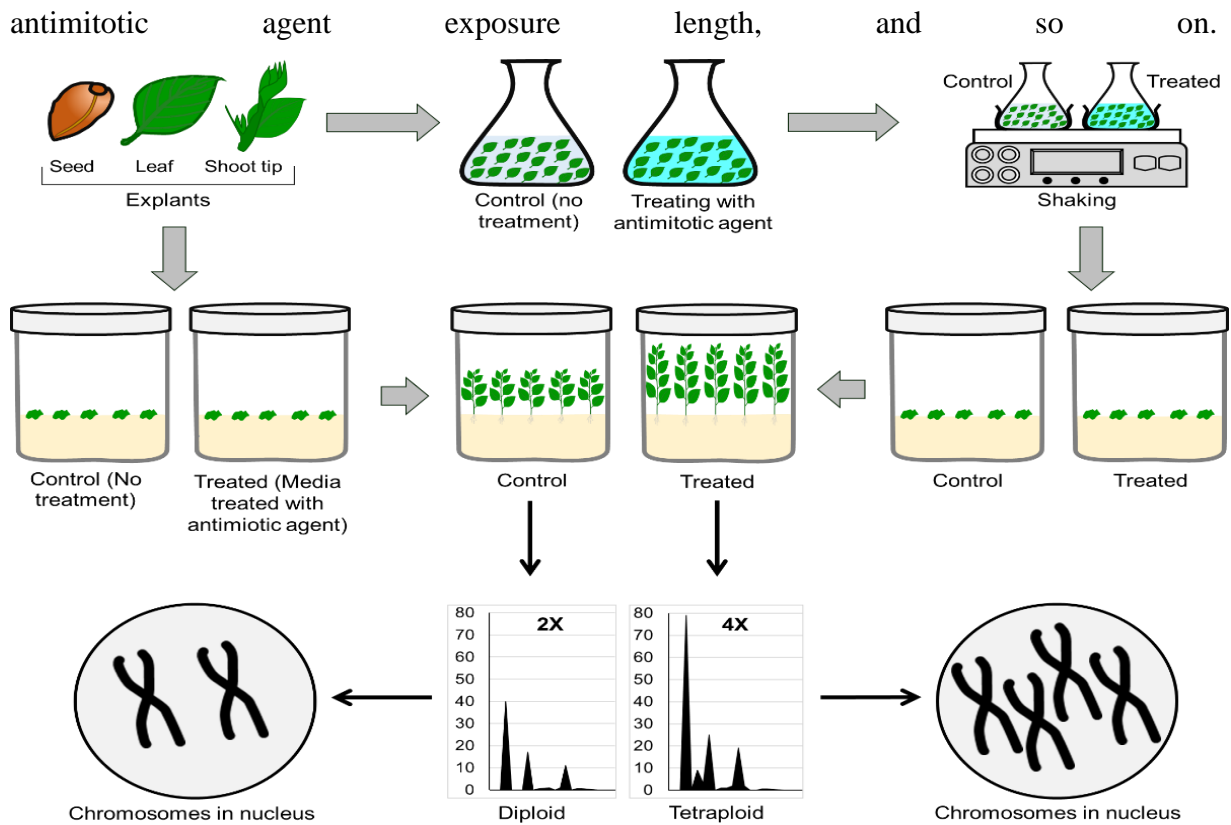 antimitotic agent exposure length, and so on.
Control
Treated
Seed Leaf Shoot tip
Explants
Control (no
treatment)
Treating with
antimitotic agent
Shaking
Control (No
treatment)
Treated (Media
treated with
antimiotic agent)
Control
Treated
Control
Treated
80
70
60
50
40
30
20
10
0
2X
Diploid
80
70
60
50
40
30
20
10
0
4X
Tetraploid
Chromosomes in nucleus
Chromosomes in nucleus